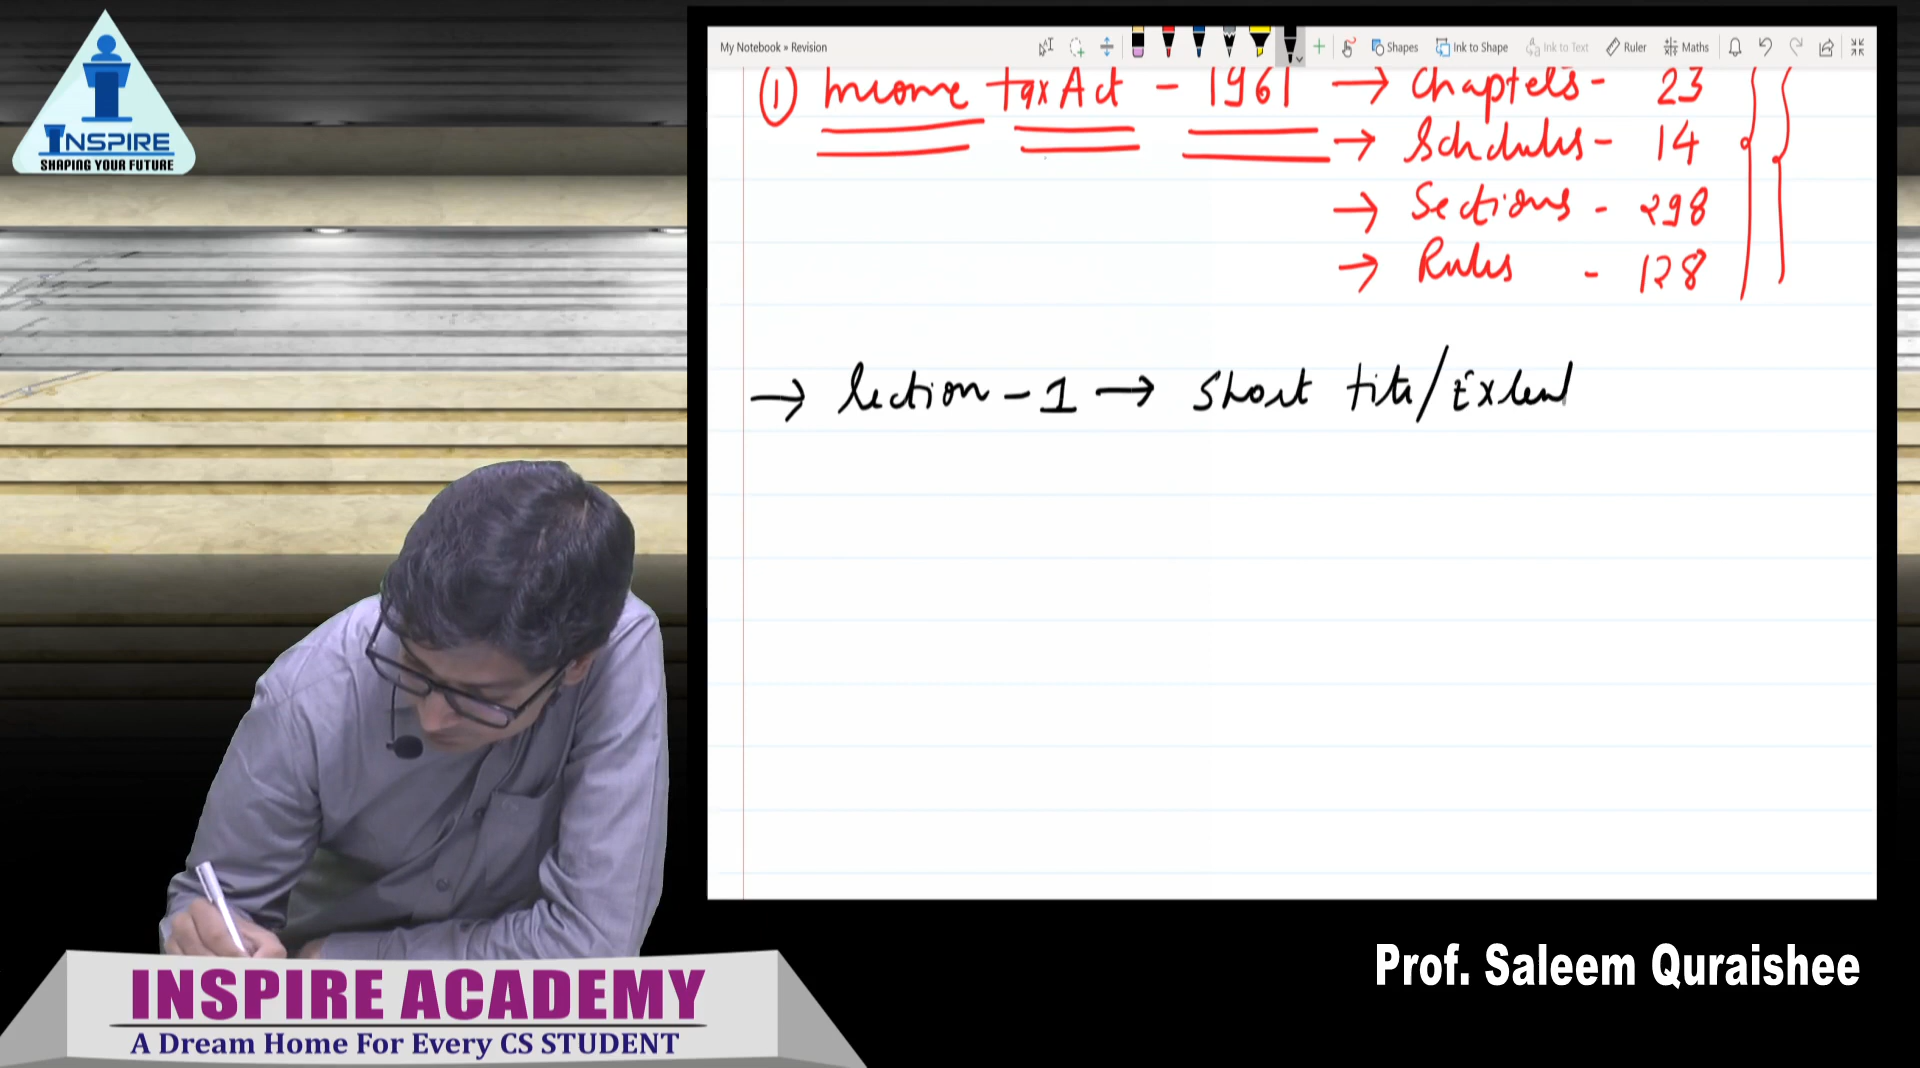 INSPIRE
SHAPING YOUR FUTURE
My Notebook » Revision
Shapes
Ink to Shape
Ink to Text
Ruler
Maths
① Income tax Act - 1961 → Chapters - 23
→ Schdules - 14
→ Sections - 298
→ Rules - 128
→ Section - 1 → Short title/Extent
Prof. Saleem Quraishee
INSPIRE ACADEMY
A Dream Home For Every CS STUDENT